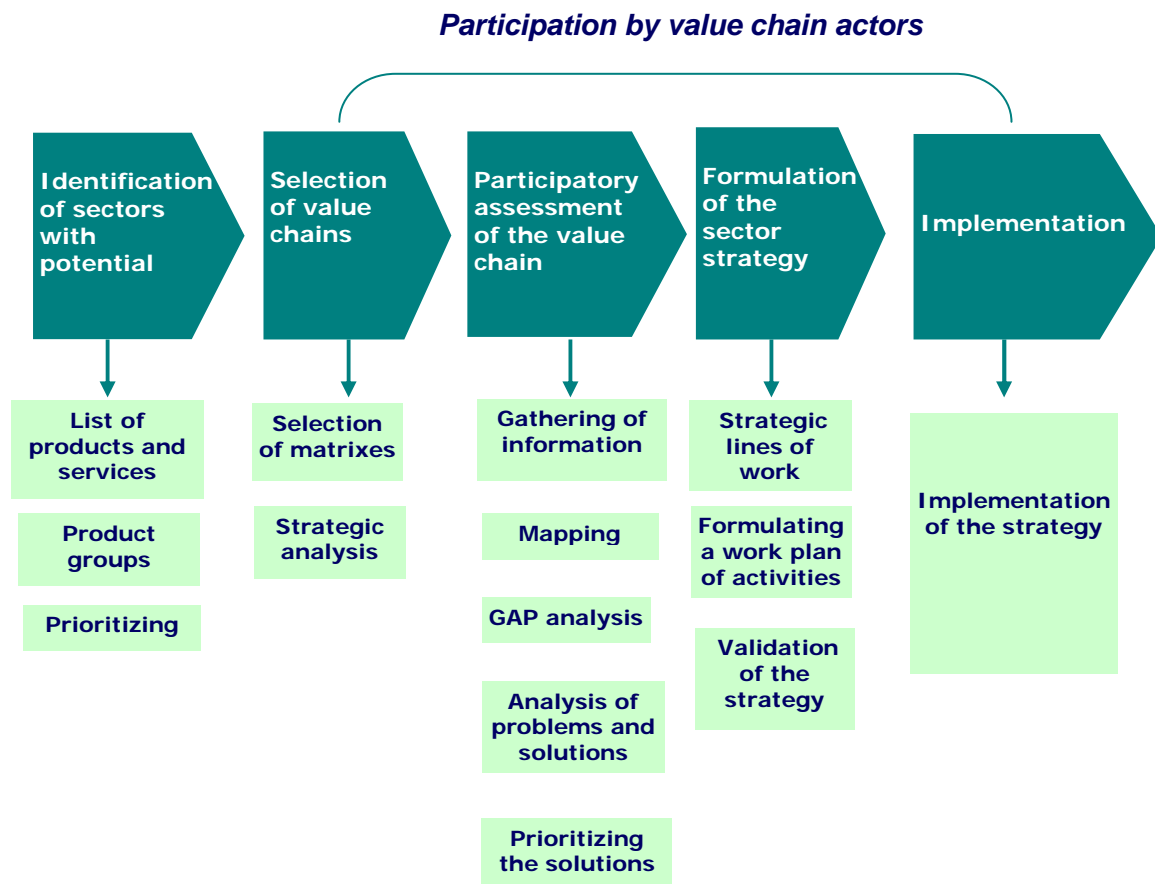 Participation by value chain actors
Identification
of sectors
with
potential
Selection
of value
chains
Participatory
assessment
of the value
chain
Formulation
of the
sector
strategy
Implementation
List of
products and
services
Product
groups
Prioritizing
Selection
of matrixes
Strategic
analysis
Gathering of
information
Mapping
GAP analysis
Analysis of
problems and
solutions
Prioritizing
the solutions
Strategic
lines of
work
Formulating
a work plan
of activities
Validation
of the
strategy
Implementation
of the strategy